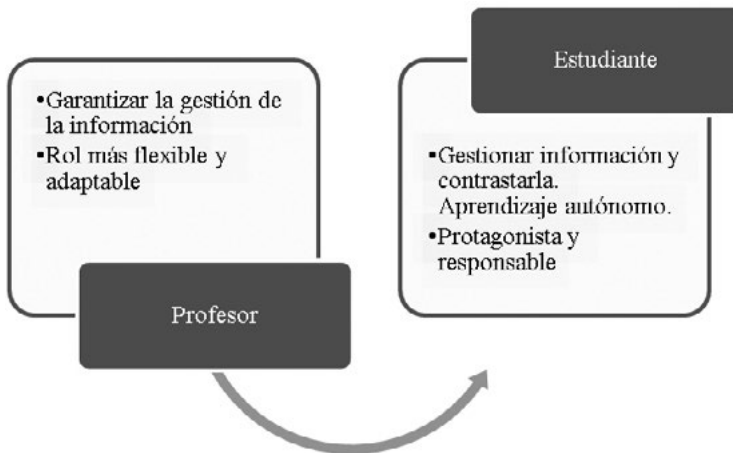 •Garantizar la gestión de
la información
•Rol más flexible y
adaptable
Profesor
Estudiante
•Gestionar información y
contrastarla.
Aprendizaje autónomo.
•Protagonista y
responsable